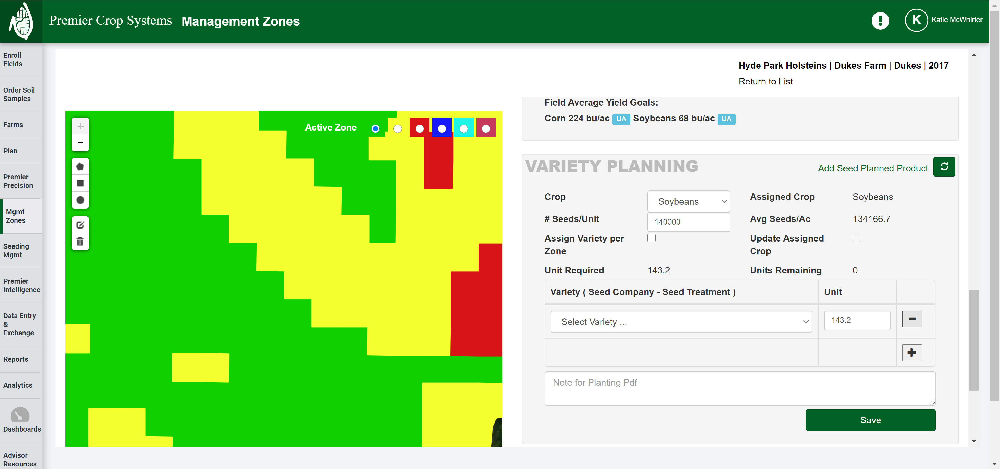 Premier Crop Systems Management Zones
K Katie McWhirter
Enroll
Fields
Order Soil
Samples
Farms
Plan
Premier
Precision
Mgmt
Zones
Seeding
Mgmt
Premier
Intelligence
Data Entry
&
Exchange
Reports
Analytics
Dashboards
Advisor
Resources
Hyde Park Holsteins | Dukes Farm | Dukes | 2017
Return to List
Active Zone
Field Average Yield Goals:
Corn 224 bu/ac UA Soybeans 68 bu/ac UA
VARIETY PLANNING
Add Seed Planned Product
Crop Soybeans Assigned Crop Soybeans
# Seeds/Unit 140000 Avg Seeds/Ac 134166.7
Assign Variety per Update Assigned
Zone Crop
Unit Required 143.2 Units Remaining 0
Variety ( Seed Company - Seed Treatment ) Unit
Select Variety ... 143.2
Note for Planting Pdf
Save